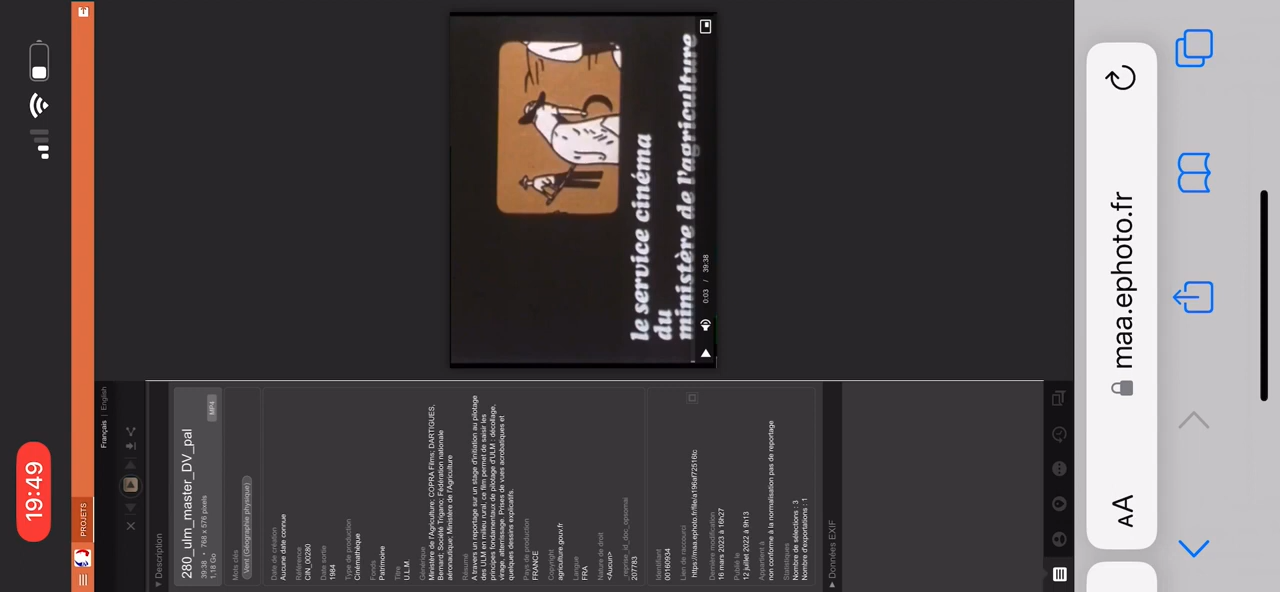 19:49
PROJETS
Français | English
Description
280_ulm_master_DV_pal
MP4
39:38 • 768 x 576 pixels
1,18 Go
Mots clés
Vent (Géographie physique)
Date de création
Aucune date connue
Référence
CIN_00280
Date sortie
1984
Type de production
Cinémathèque
Fonds
Patrimoine
Titre
U.L.M.
Générique
Ministère de l'Agriculture; COPRA Films; DARTIGUES,
Bernard; Société Trigano; Fédération nationale
aéronautique; Ministère de l'Agriculture
Résumé
A travers un reportage sur un stage d'initiation au pilotage
des ULM en milieu rural, ce film permet de saisir les
principes fondamentaux de pilotage d'ULM : décollage,
virage, atterrissage. Prises de vues acrobatiques et
quelques dessins explicatifs.
Pays de production
FRANCE
Copyright
agriculture.gouv.fr
Langue
FRA
Nature de droit
<Aucun>
_reprise_id_doc_opsomai
207783
Identifiant
00160934
Lien de raccourci
Dernière modification
16 mars 2023 à 16h27
Publié le
12 juillet 2022 à 9h13
Appartient à
non conforme à la normalisation pas de reportage
Statistiques
Nombre de sélections : 3
Nombre d'exportations : 1
Données EXIF
le service cinéma
du
ministère de l'agriculture
0:03 / 39:38
AA
maa.ephoto.fr